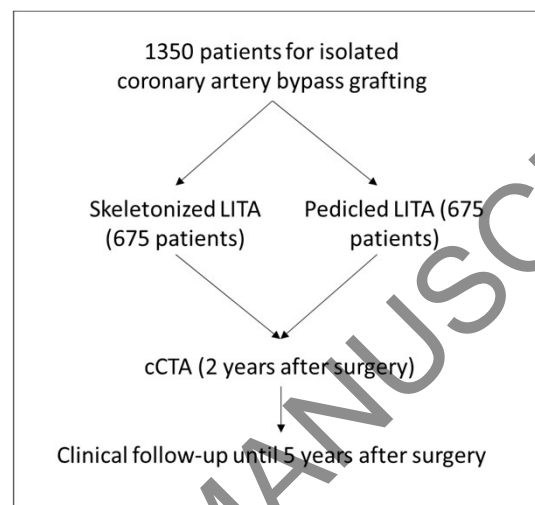 1350 patients for isolated
coronary artery bypass grafting
Skeletonized LITA
(675 patients)
Pedicled LITA (675
patients)
cCTA (2 years after surgery)
Clinical follow-up until 5 years after surgery
MANUSC